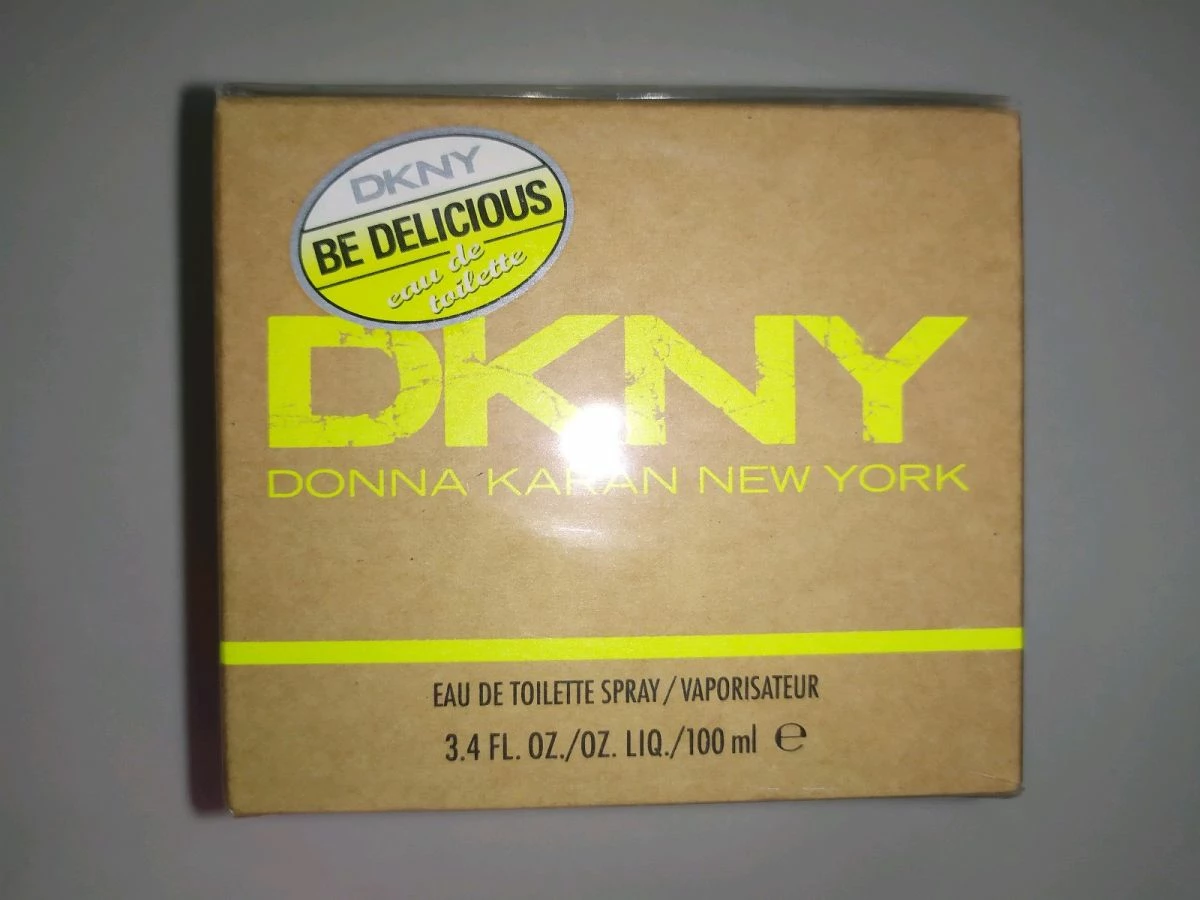 DKNY
BE DELICIOUS
eau de
toilette
DKNY
DONNA KARAN NEW YORK
EAU DE TOILETTE SPRAY / VAPORISATEUR
3.4 FL. OZ./OZ. LIQ./100 ml ℮